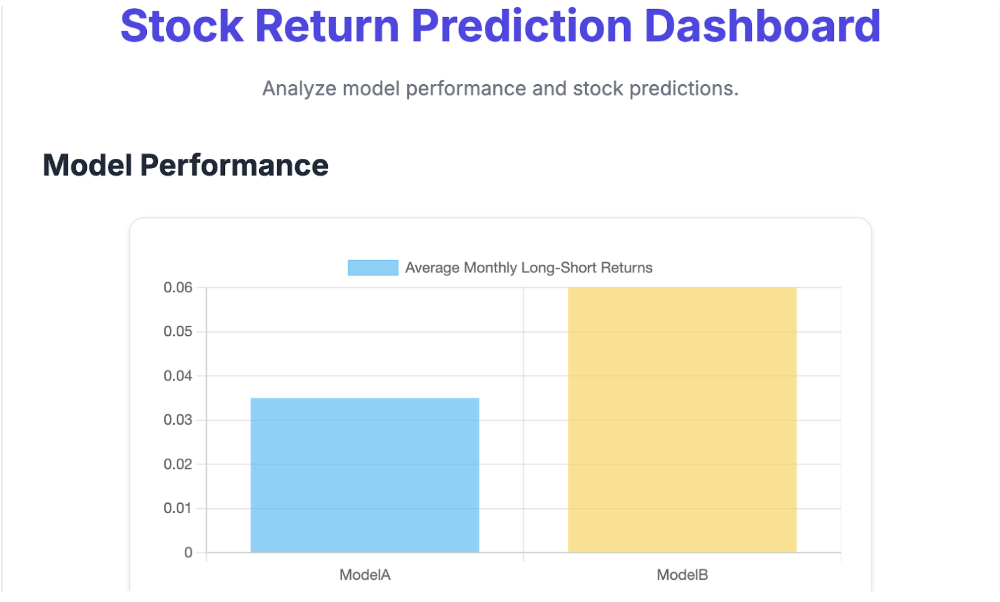 Stock Return Prediction Dashboard
Analyze model performance and stock predictions.
Model Performance
Average Monthly Long-Short Returns
0.06
0.05
0.04
0.03
0.02
0.01
0
ModelA ModelB